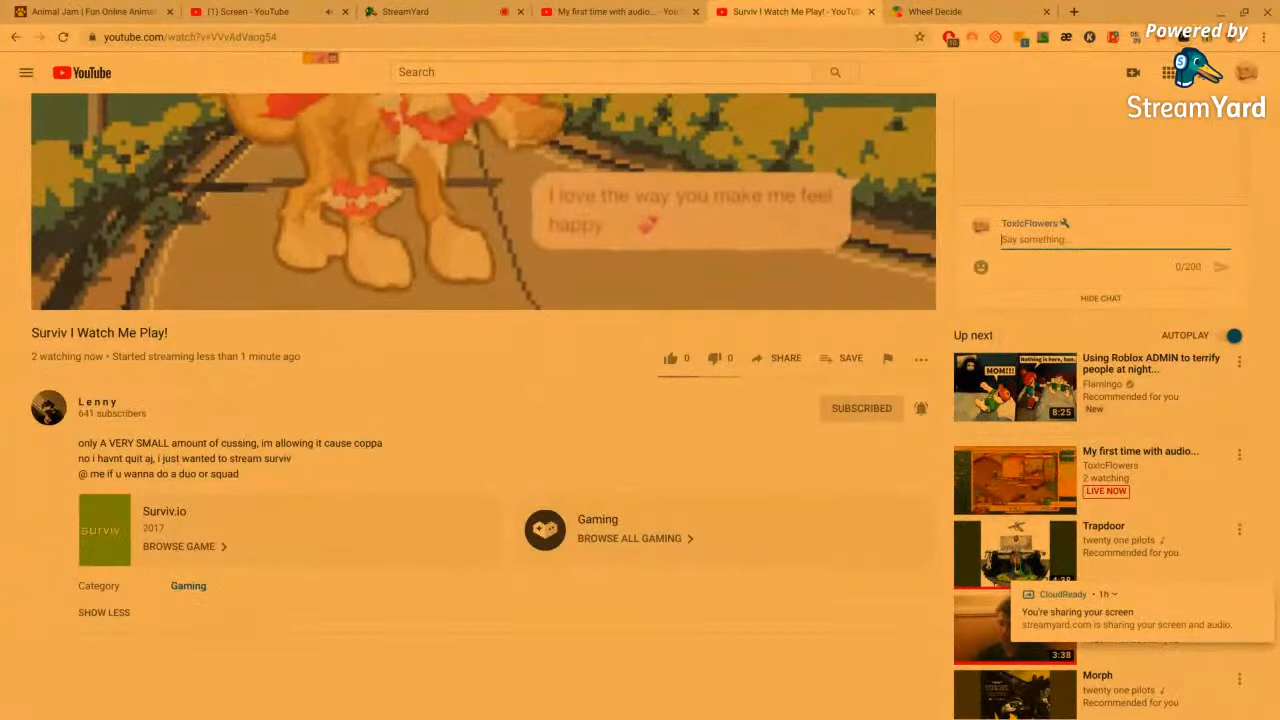 Animal Jam | Fun Online Anima
(1) Screen - YouTube
StreamYard
My first time with audio... - You
Surviv I Watch Me Play! - YouTu
Wheel Decide
youtube.com/watch?v=VVvAdVaog54
Powered by
StreamYard
YouTube
Search
I love the way you make me feel
happy
ToxicFlowers
Say something...
0/200
HIDE CHAT
Surviv I Watch Me Play!
2 watching now • Started streaming less than 1 minute ago
0
0
SHARE
SAVE
L e n n y
641 subscribers
SUBSCRIBED
only A VERY SMALL amount of cussing, im allowing it cause coppa
no i havnt quit aj, i just wanted to stream surviv
@ me if u wanna do a duo or squad
SURVIV
Surviv.io
2017
BROWSE GAME
Gaming
BROWSE ALL GAMING
Category
Gaming
SHOW LESS
Up next
AUTOPLAY
MOM!!!
8:25
Using Roblox ADMIN to terrify
people at night...
Flamingo
Recommended for you
New
My first time with audio...
ToxicFlowers
2 watching
LIVE NOW
Trapdoor
twenty one pilots
Recommended for you
4:38
CloudReady • 1h
You're sharing your screen
streamyard.com is sharing your screen and audio.
3:38
Morph
twenty one pilots
Recommended for you